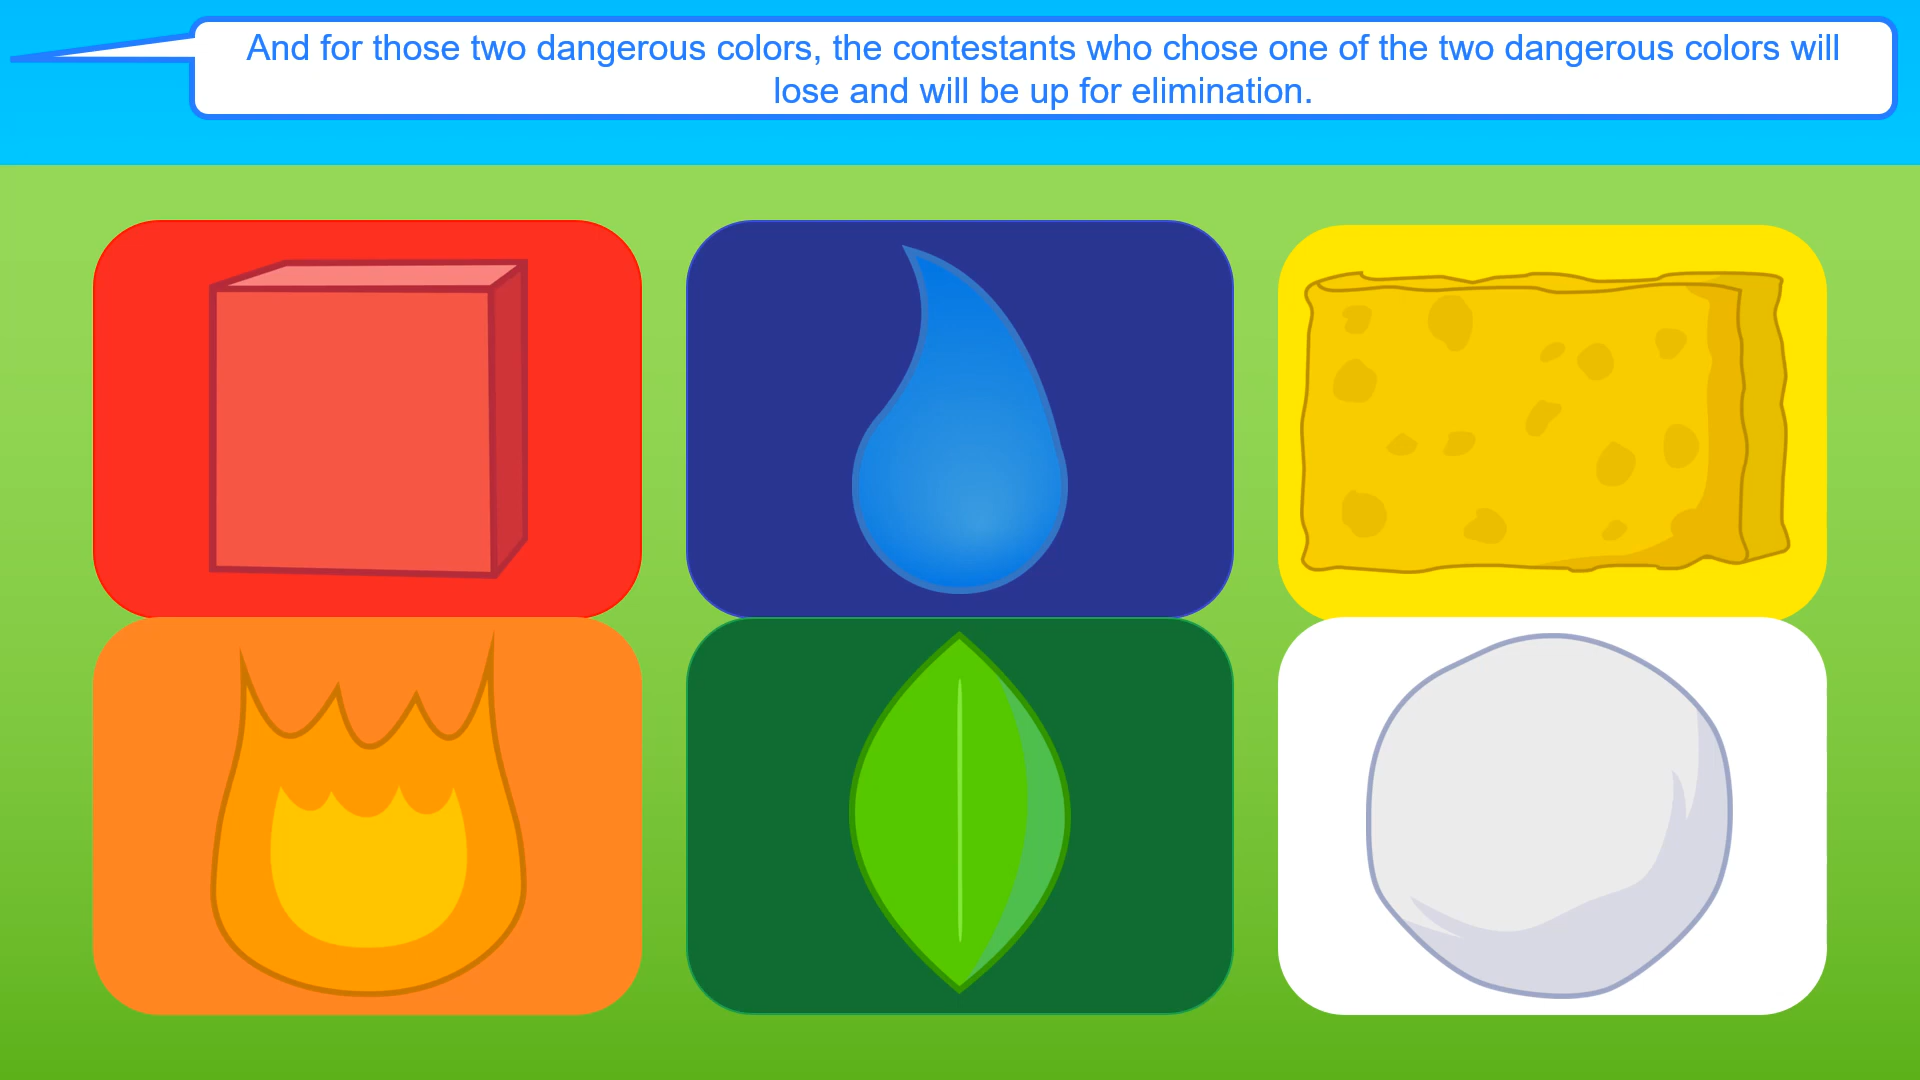 And for those two dangerous colors, the contestants who chose one of the two dangerous colors will
lose and will be up for elimination.